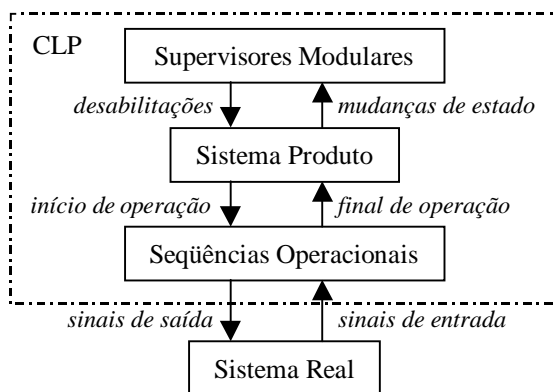 CLP
Supervisores Modulares
desabilitações mudanças de estado
Sistema Produto
início de operação final de operação
Seqüências Operacionais
sinais de saída sinais de entrada
Sistema Real